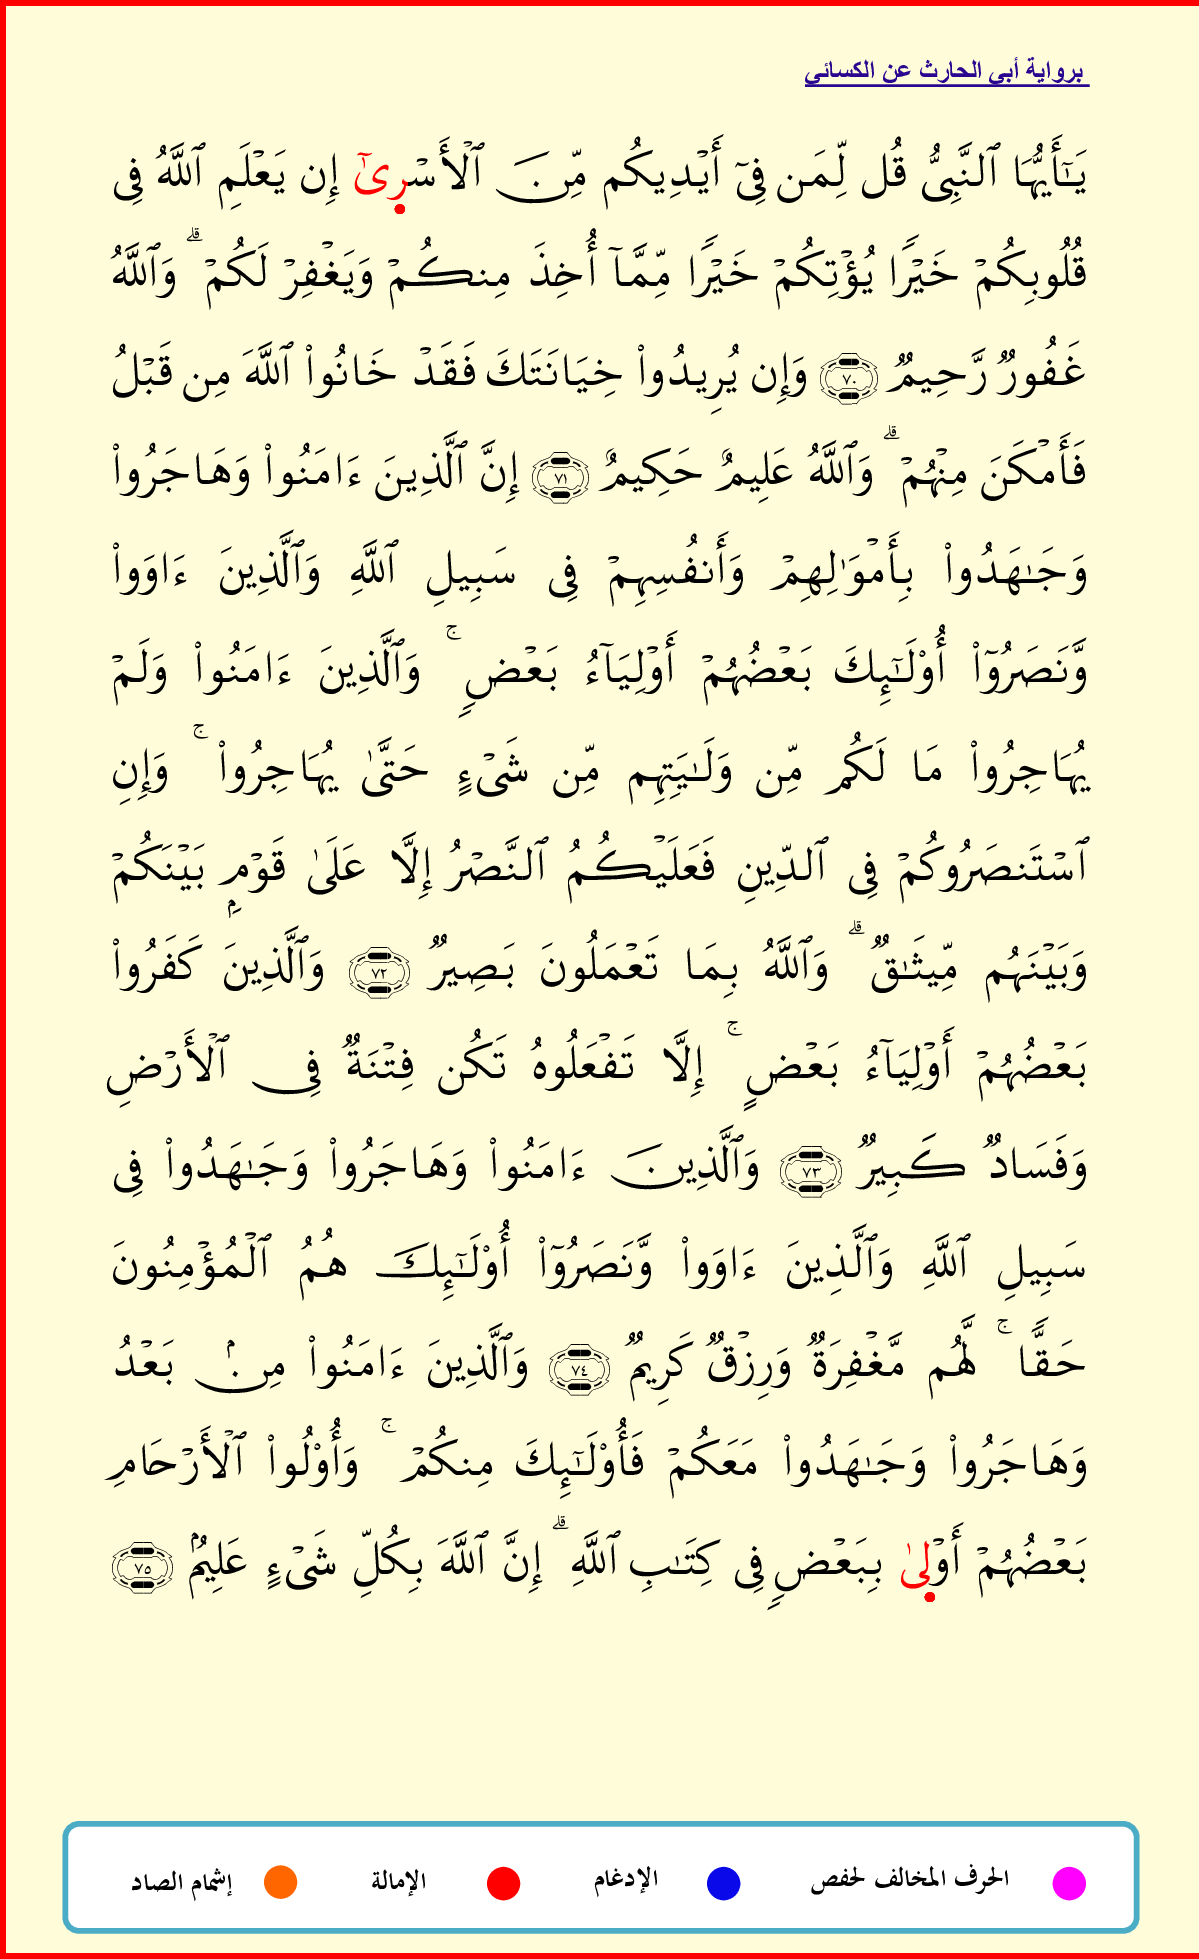 برواية أبي الحارث عن الكسائي
يَٰٓأَيُّهَا ٱلنَّبِىُّ قُل لِّمَن فِىٓ أَيْدِيكُم مِّنَ ٱلْأَسْرِىٰٓ إِن يَعْلَمِ ٱللَّهُ فِى
قُلُوبِكُمْ خَيْرًا يُؤْتِكُمْ خَيْرًا مِّمَّآ أُخِذَ مِنكُمْ وَيَغْفِرْ لَكُمْ ۗ وَٱللَّهُ
غَفُورٌ رَّحِيمٌ ٧٠ وَإِن يُرِيدُوا۟ خِيَانَتَكَ فَقَدْ خَانُوا۟ ٱللَّهَ مِن قَبْلُ
فَأَمْكَنَ مِنْهُمْ ۗ وَٱللَّهُ عَلِيمٌ حَكِيمٌ ٧١ إِنَّ ٱلَّذِينَ ءَامَنُوا۟ وَهَاجَرُوا۟
وَجَٰهَدُوا۟ بِأَمْوَٰلِهِمْ وَأَنفُسِهِمْ فِى سَبِيلِ ٱللَّهِ وَٱلَّذِينَ ءَاوَوا۟
وَّنَصَرُوٓا۟ أُو۟لَٰٓئِكَ بَعْضُهُمْ أَوْلِيَآءُ بَعْضٍ ۚ وَٱلَّذِينَ ءَامَنُوا۟ وَلَمْ
يُهَاجِرُوا۟ مَا لَكُم مِّن وَلَٰيَتِهِم مِّن شَىْءٍ حَتَّىٰ يُهَاجِرُوا۟ ۚ وَإِنِ
ٱسْتَنصَرُوكُمْ فِى ٱلدِّينِ فَعَلَيْكُمُ ٱلنَّصْرُ إِلَّا عَلَىٰ قَوْمٍۭ بَيْنَكُمْ
وَبَيْنَهُم مِّيثَٰقٌ ۗ وَٱللَّهُ بِمَا تَعْمَلُونَ بَصِيرٌ ٧٢ وَٱلَّذِينَ كَفَرُوا۟
بَعْضُهُمْ أَوْلِيَآءُ بَعْضٍ ۚ إِلَّا تَفْعَلُوهُ تَكُن فِتْنَةٌ فِى ٱلْأَرْضِ
وَفَسَادٌ كَبِيرٌ ٧٣ وَٱلَّذِينَ ءَامَنُوا۟ وَهَاجَرُوا۟ وَجَٰهَدُوا۟ فِى
سَبِيلِ ٱللَّهِ وَٱلَّذِينَ ءَاوَوا۟ وَّنَصَرُوٓا۟ أُو۟لَٰٓئِكَ هُمُ ٱلْمُؤْمِنُونَ
حَقًّا ۚ لَّهُم مَّغْفِرَةٌ وَرِزْقٌ كَرِيمٌ ٧٤ وَٱلَّذِينَ ءَامَنُوا۟ مِنۢ بَعْدُ
وَهَاجَرُوا۟ وَجَٰهَدُوا۟ مَعَكُمْ فَأُو۟لَٰٓئِكَ مِنكُمْ ۚ وَأُو۟لُوا۟ ٱلْأَرْحَامِ
بَعْضُهُمْ أَوْلِىٰ بِبَعْضٍ فِى كِتَٰبِ ٱللَّهِ ۗ إِنَّ ٱللَّهَ بِكُلِّ شَىْءٍ عَلِيمٌۢ ٧٥
الحرف المخالف لحفص الإدغام الإمالة إشمام الصاد